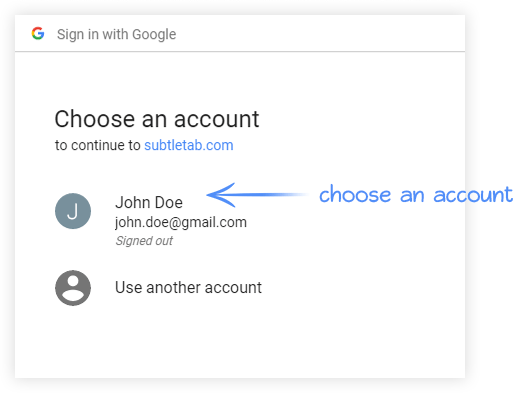 Sign in with Google
Choose an account
to continue to subtletab.com
J
John Doe
choose an account
john.doe@gmail.com
Signed out
Use another account